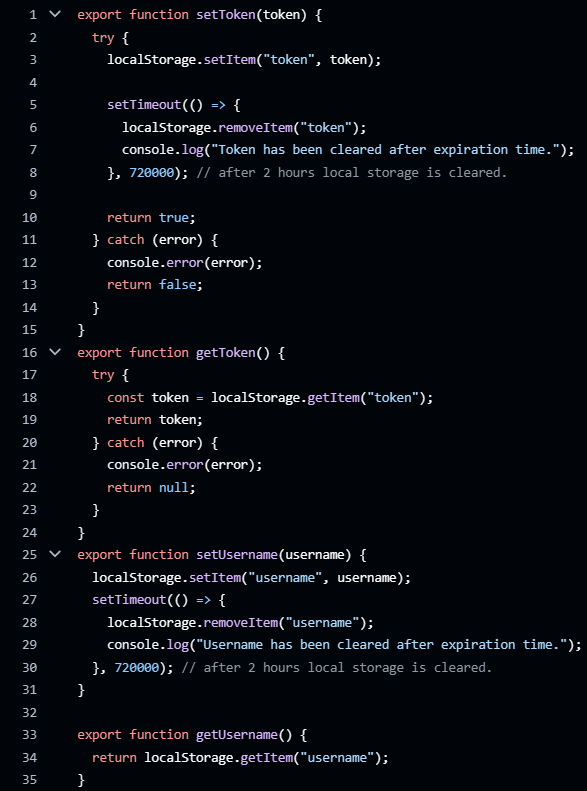 1 export function setToken(token) {
2 try {
3 localStorage.setItem("token", token);
4
5 setTimeout(() => {
6 localStorage.removeItem("token");
7 console.log("Token has been cleared after expiration time.");
8 }, 720000); // after 2 hours local storage is cleared.
9
10 return true;
11 } catch (error) {
12 console.error(error);
13 return false;
14 }
15 }
16 export function getToken() {
17 try {
18 const token = localStorage.getItem("token");
19 return token;
20 } catch (error) {
21 console.error(error);
22 return null;
23 }
24 }
25 export function setUsername(username) {
26 localStorage.setItem("username", username);
27 setTimeout(() => {
28 localStorage.removeItem("username");
29 console.log("Username has been cleared after expiration time.");
30 }, 720000); // after 2 hours local storage is cleared.
31 }
32
33 export function getUsername() {
34 return localStorage.getItem("username");
35 }